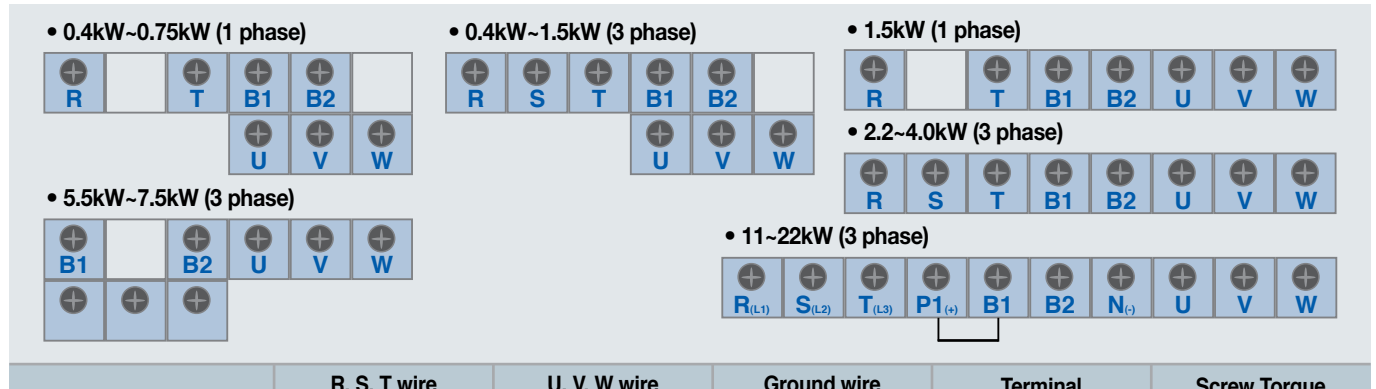 • 0.4kW~0.75kW (1 phase)
R T B1 B2
U V W
• 0.4kW~1.5kW (3 phase)
R S T B1 B2
U V W
• 1.5kW (1 phase)
R T B1 B2 U V W
• 2.2~4.0kW (3 phase)
R S T B1 B2 U V W
• 5.5kW~7.5kW (3 phase)
B1 B2 U V W
• 11~22kW (3 phase)
R(L1) S(L2) T(L3) P1(+) B1 B2 N(-) U V W
R, S, T wire U, V, W wire Ground wire Terminal Screw Torque